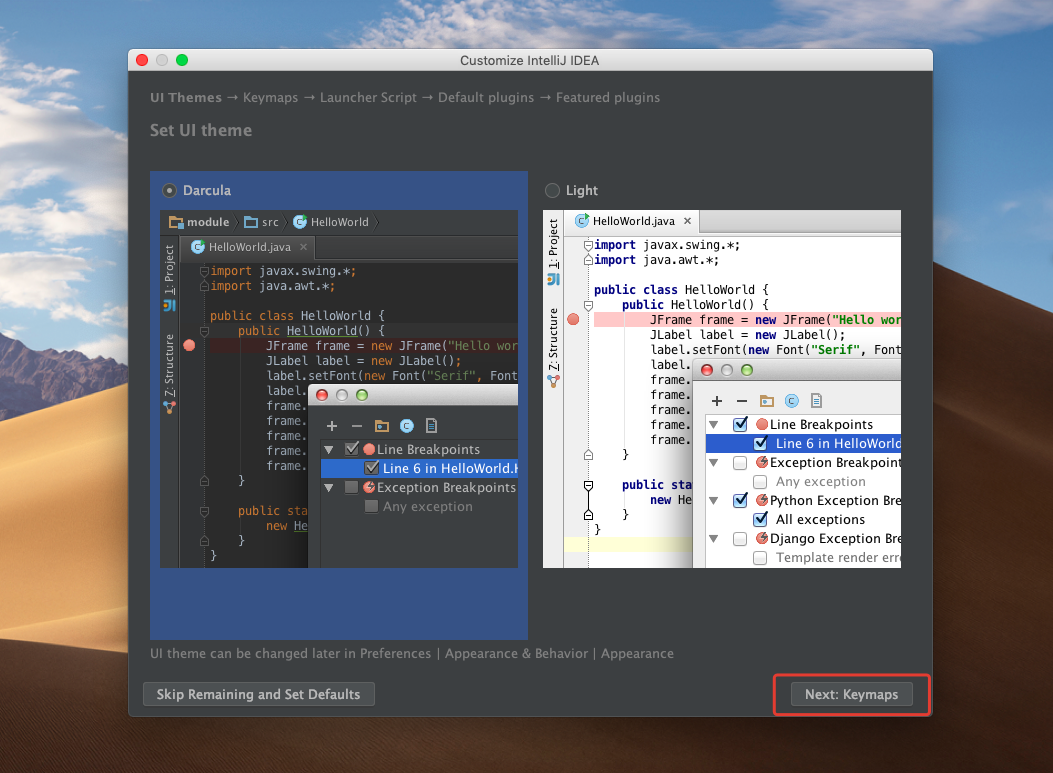 Customize IntelliJ IDEA
UI Themes → Keymaps → Launcher Script → Default plugins → Featured plugins
Set UI theme
Darcula
module src HelloWorld
HelloWorld.java
1: Project
Z: Structure
import javax.swing.*;
import java.awt.*;
public class HelloWorld {
public HelloWorld() {
JFrame frame = new JFrame("Hello wor
JLabel label = new JLabel();
label.setFont(new Font("Serif", Font
label.
frame.
frame.
frame.
frame.
frame.
}
public sta
new He
}
}
Line Breakpoints
Line 6 in HelloWorld.H
Exception Breakpoints
Any exception
Light
HelloWorld.java
1: Project
Z: Structure
import javax.swing.*;
import java.awt.*;
public class HelloWorld {
public HelloWorld() {
JFrame frame = new JFrame("Hello wor
JLabel label = new JLabel();
label.setFont(new Font("Serif", Font
label.
frame.
frame.
frame.
frame.
frame.
}
public sta
new He
}
}
Line Breakpoints
Line 6 in HelloWorld
Exception Breakpoint
Any exception
Python Exception Bre
All exceptions
Django Exception Bre
Template render erro
UI theme can be changed later in Preferences | Appearance & Behavior | Appearance
Skip Remaining and Set Defaults
Next: Keymaps